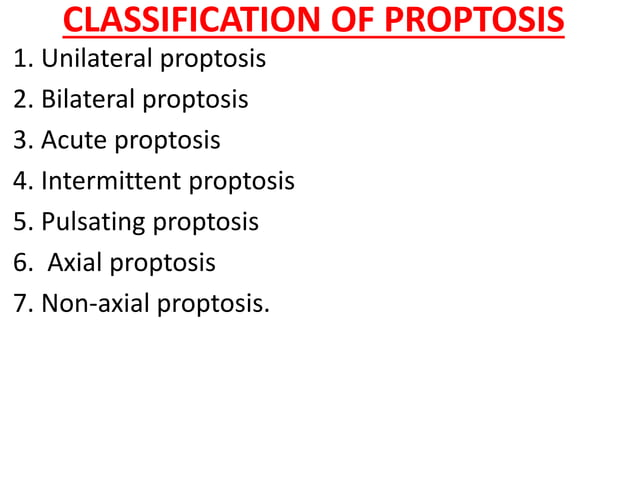 CLASSIFICATION OF PROPTOSIS
1. Unilateral proptosis
2. Bilateral proptosis
3. Acute proptosis
4. Intermittent proptosis
5. Pulsating proptosis
6.  Axial proptosis
7. Non-axial proptosis.